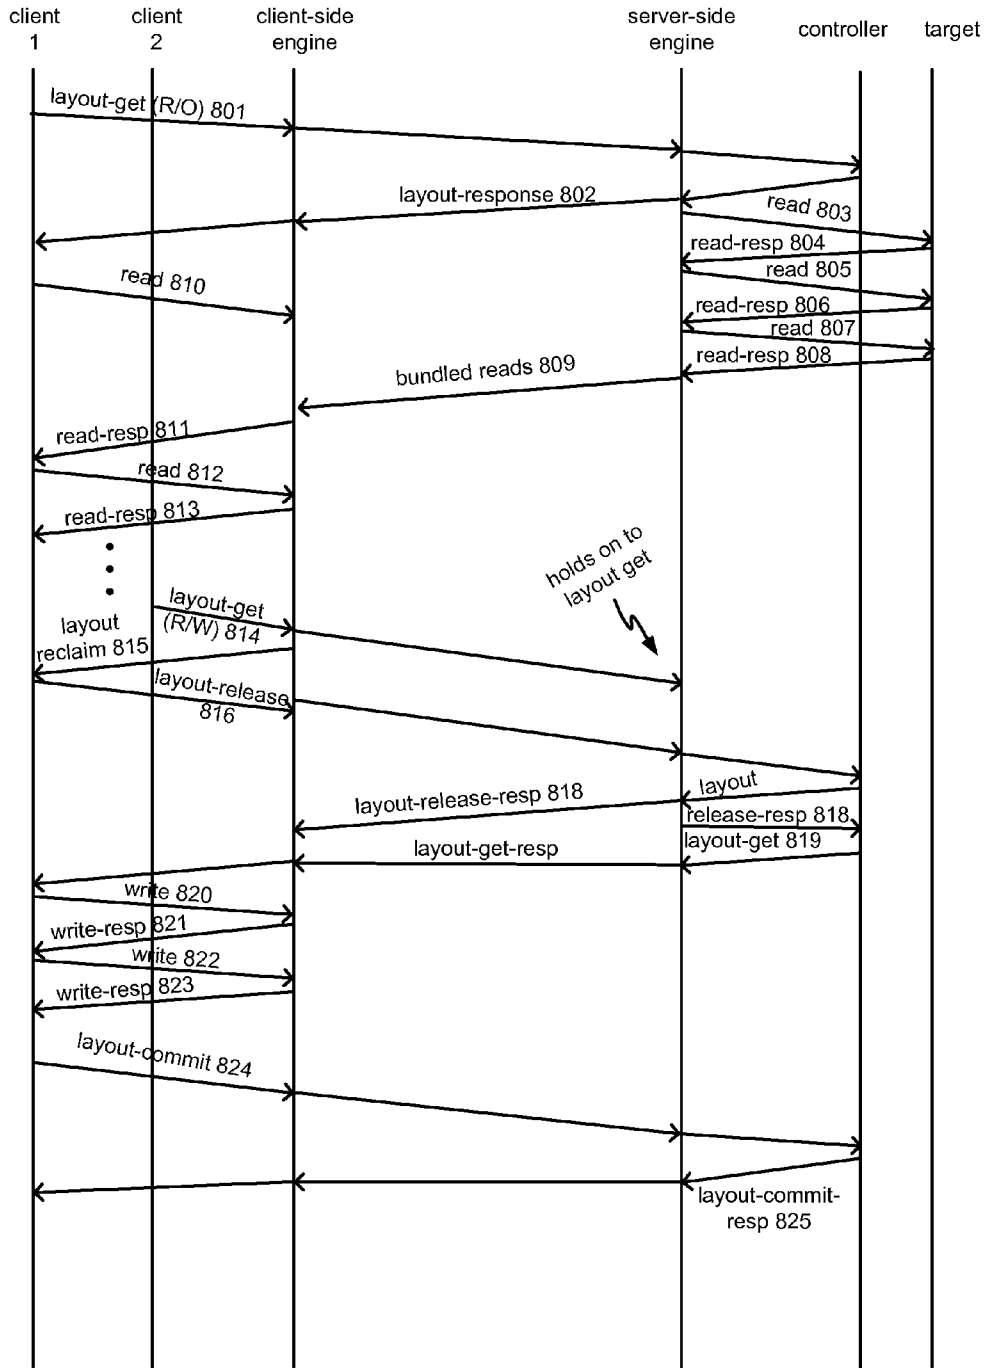 client
1
client
2
client-side
engine
server-side
engine
controller
target
layout-get (R/O) 801
layout-response 802
read 803
read-resp 804
read 805
read 810
read-resp 806
read 807
read-resp 808
bundled reads 809
read-resp 811
read 812
read-resp 813
holds on to
layout get
layout-get
(R/W) 814
layout
reclaim 815
layout-release
816
layout
layout-release-resp 818
release-resp 818
layout-get 819
layout-get-resp
write 820
write-resp 821
write 822
write-resp 823
layout-commit 824
layout-commit-
resp 825